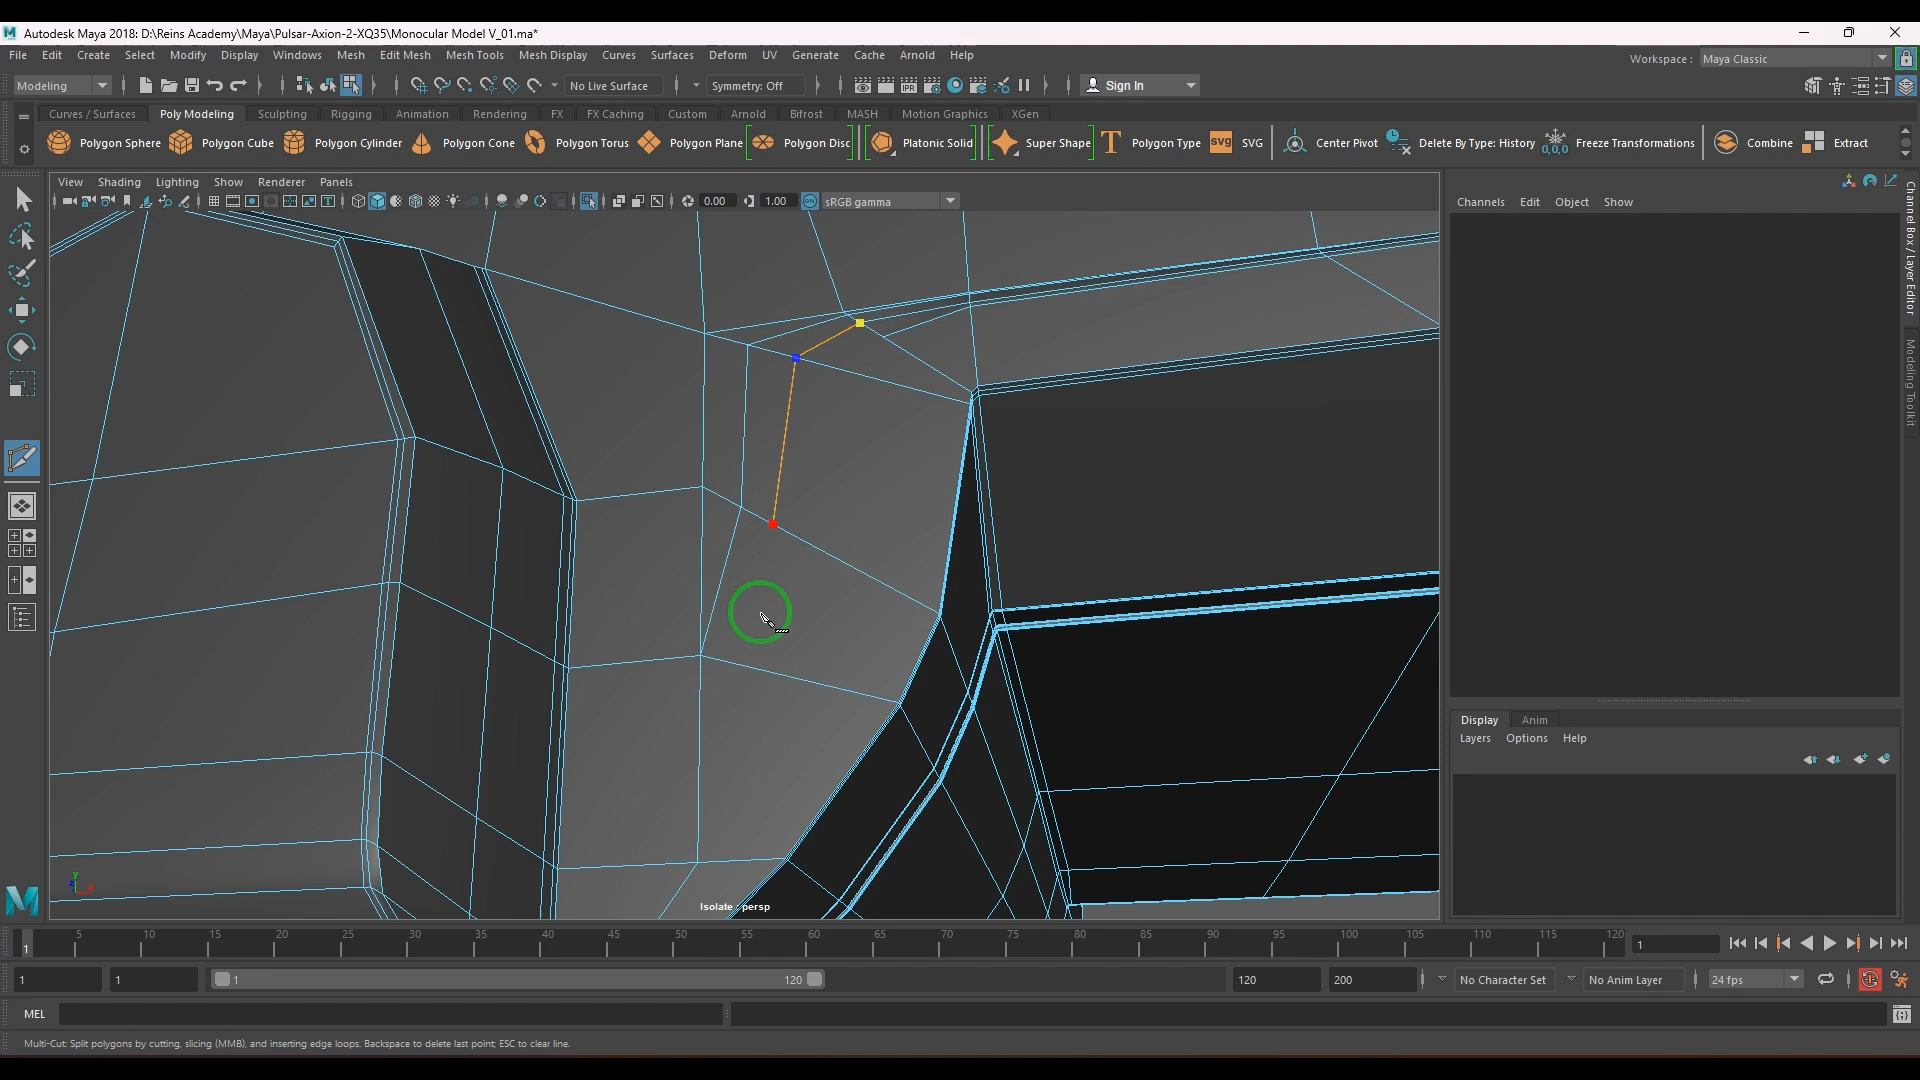 Autodesk Maya 2018: D:\Reins Academy\Maya\Pulsar-Axion-2-XQ35\Monocular Model V_01.ma*
File Edit Create Select Modify Display Windows Mesh Edit Mesh Mesh Tools Mesh Display Curves Surfaces Deform UV Generate Cache Arnold Help
Workspace : Maya Classic
Modeling No Live Surface Symmetry: Off Sign In
Curves / Surfaces Poly Modeling Sculpting Rigging Animation Rendering FX FX Caching Custom Arnold Bifrost MASH Motion Graphics XGen
Polygon Sphere Polygon Cube Polygon Cylinder Polygon Cone Polygon Torus Polygon Plane Polygon Disc Platonic Solid Super Shape Polygon Type SVG SVG Center Pivot Delete By Type: History Freeze Transformations Combine Extract
View Shading Lighting Show Renderer Panels
0.00 1.00 ON sRGB gamma
Channels Edit Object Show
Channel Box / Layer Editor
Modeling Toolkit
Display Anim
Layers Options Help
y
Isolate : persp
5 10 15 20 25 30 35 40 45 50 55 60 65 70 75 80 85 90 95 100 105 110 115 120
1 1
1 1 1 120 120 200 No Character Set No Anim Layer 24 fps
MEL
Multi-Cut: Split polygons by cutting, slicing (MMB), and inserting edge loops. Backspace to delete last point; ESC to clear line.